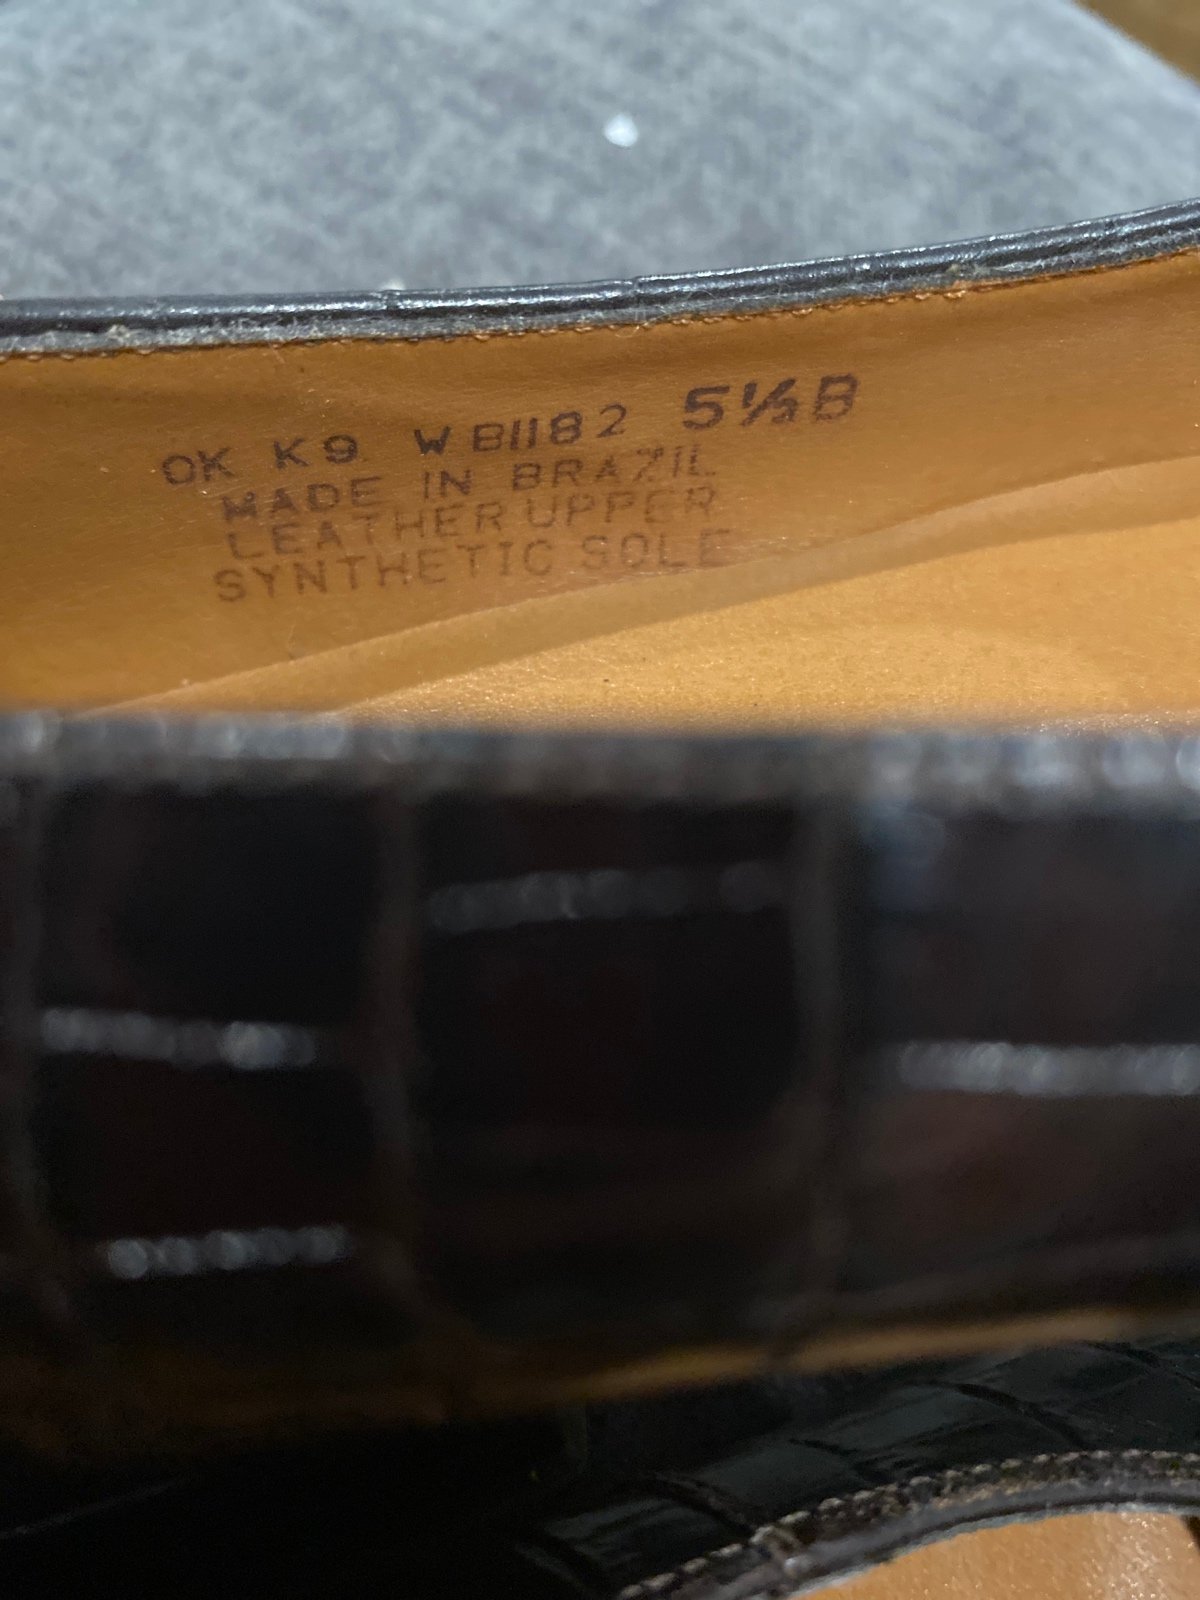 OK K9 WB1182 5½B
MADE IN BRAZIL
LEATHER UPPER
SYNTHETIC SOLE